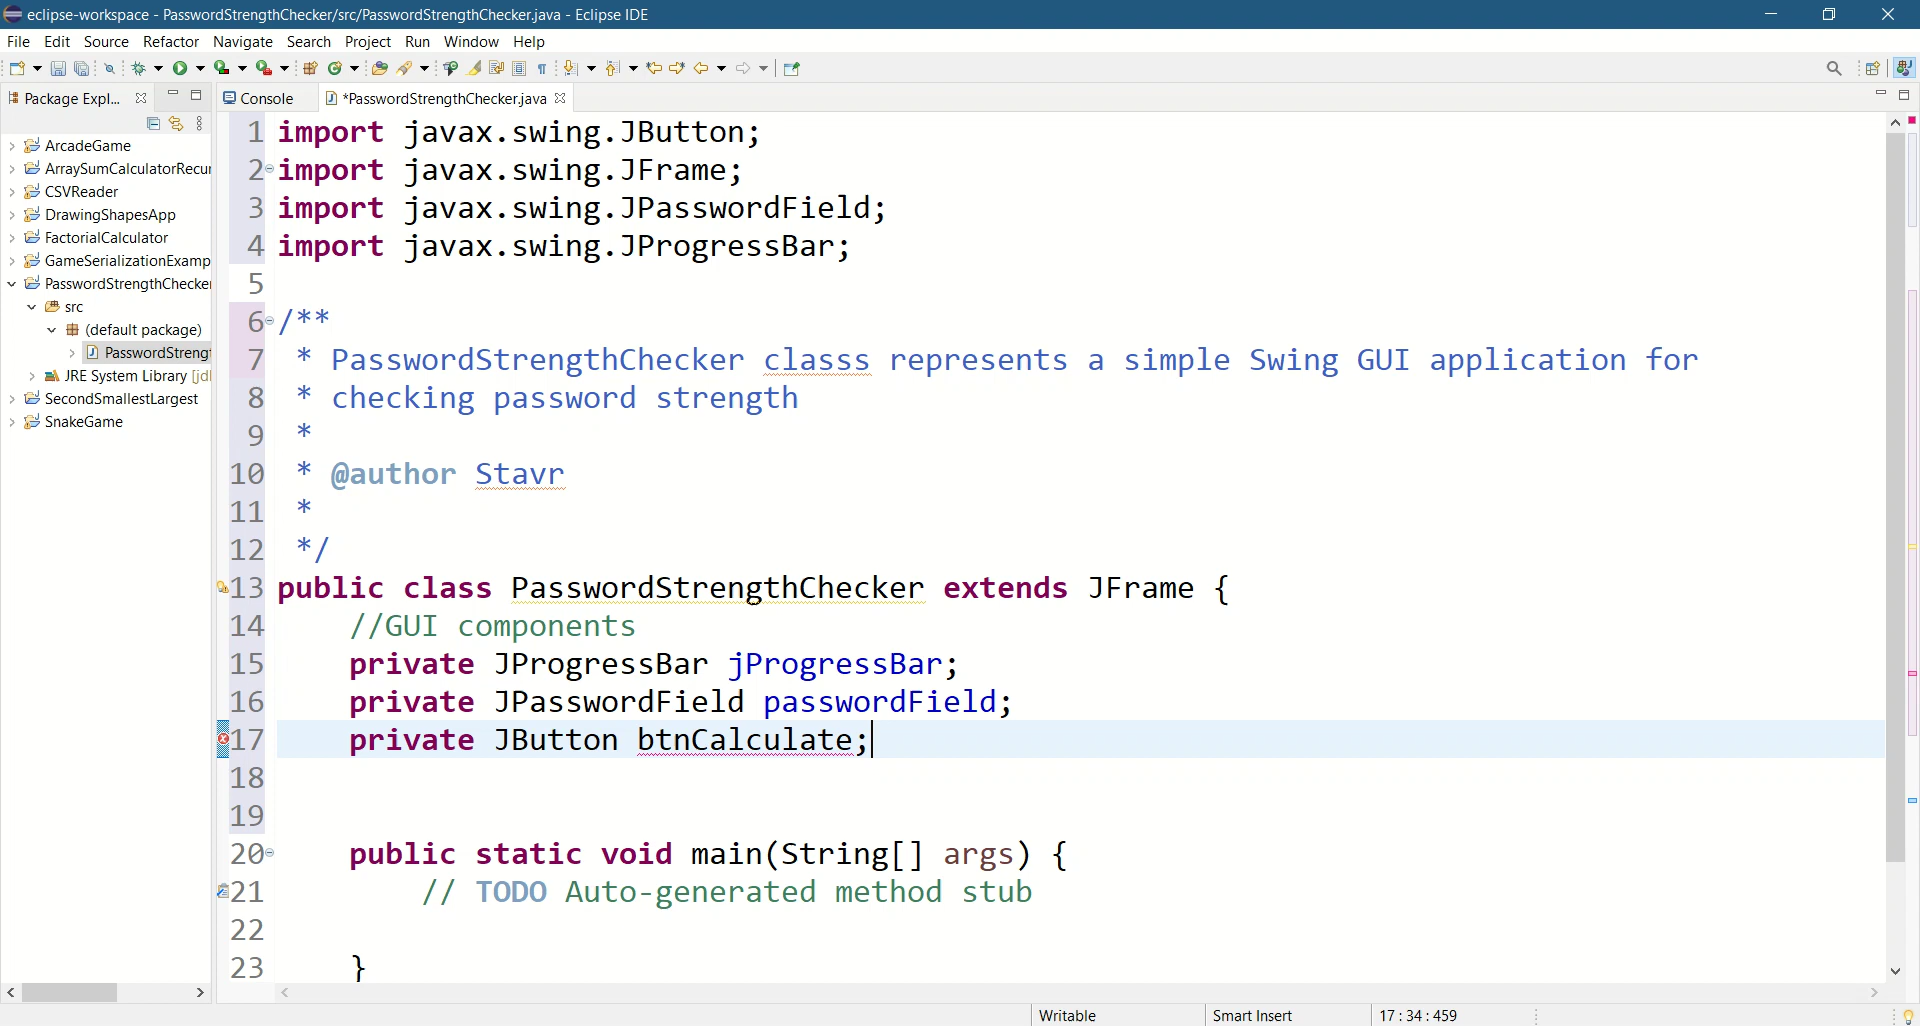 eclipse-workspace - PasswordStrengthChecker/src/PasswordStrengthChecker.java - Eclipse IDE
File Edit Source Refactor Navigate Search Project Run Window Help
Package Expl...
Console
*PasswordStrengthChecker.java
ArcadeGame
ArraySumCalculatorRecur
CSVReader
DrawingShapesApp
FactorialCalculator
GameSerializationExamp
PasswordStrengthChecker
src
(default package)
PasswordStrengt
JRE System Library [jd
SecondSmallestLargest
SnakeGame
1 import javax.swing.JButton;
2 import javax.swing.JFrame;
3 import javax.swing.JPasswordField;
4 import javax.swing.JProgressBar;
5
6 /**
7 * PasswordStrengthChecker classs represents a simple Swing GUI application for
8 * checking password strength
9 *
10 * @author Stavr
11 *
12 */
13 public class PasswordStrengthChecker extends JFrame {
14 //GUI components
15 private JProgressBar jProgressBar;
16 private JPasswordField passwordField;
17 private JButton btnCalculate;
18
19
20 public static void main(String[] args) {
21 // TODO Auto-generated method stub
22
23 }
Writable
Smart Insert
17 : 34 : 459